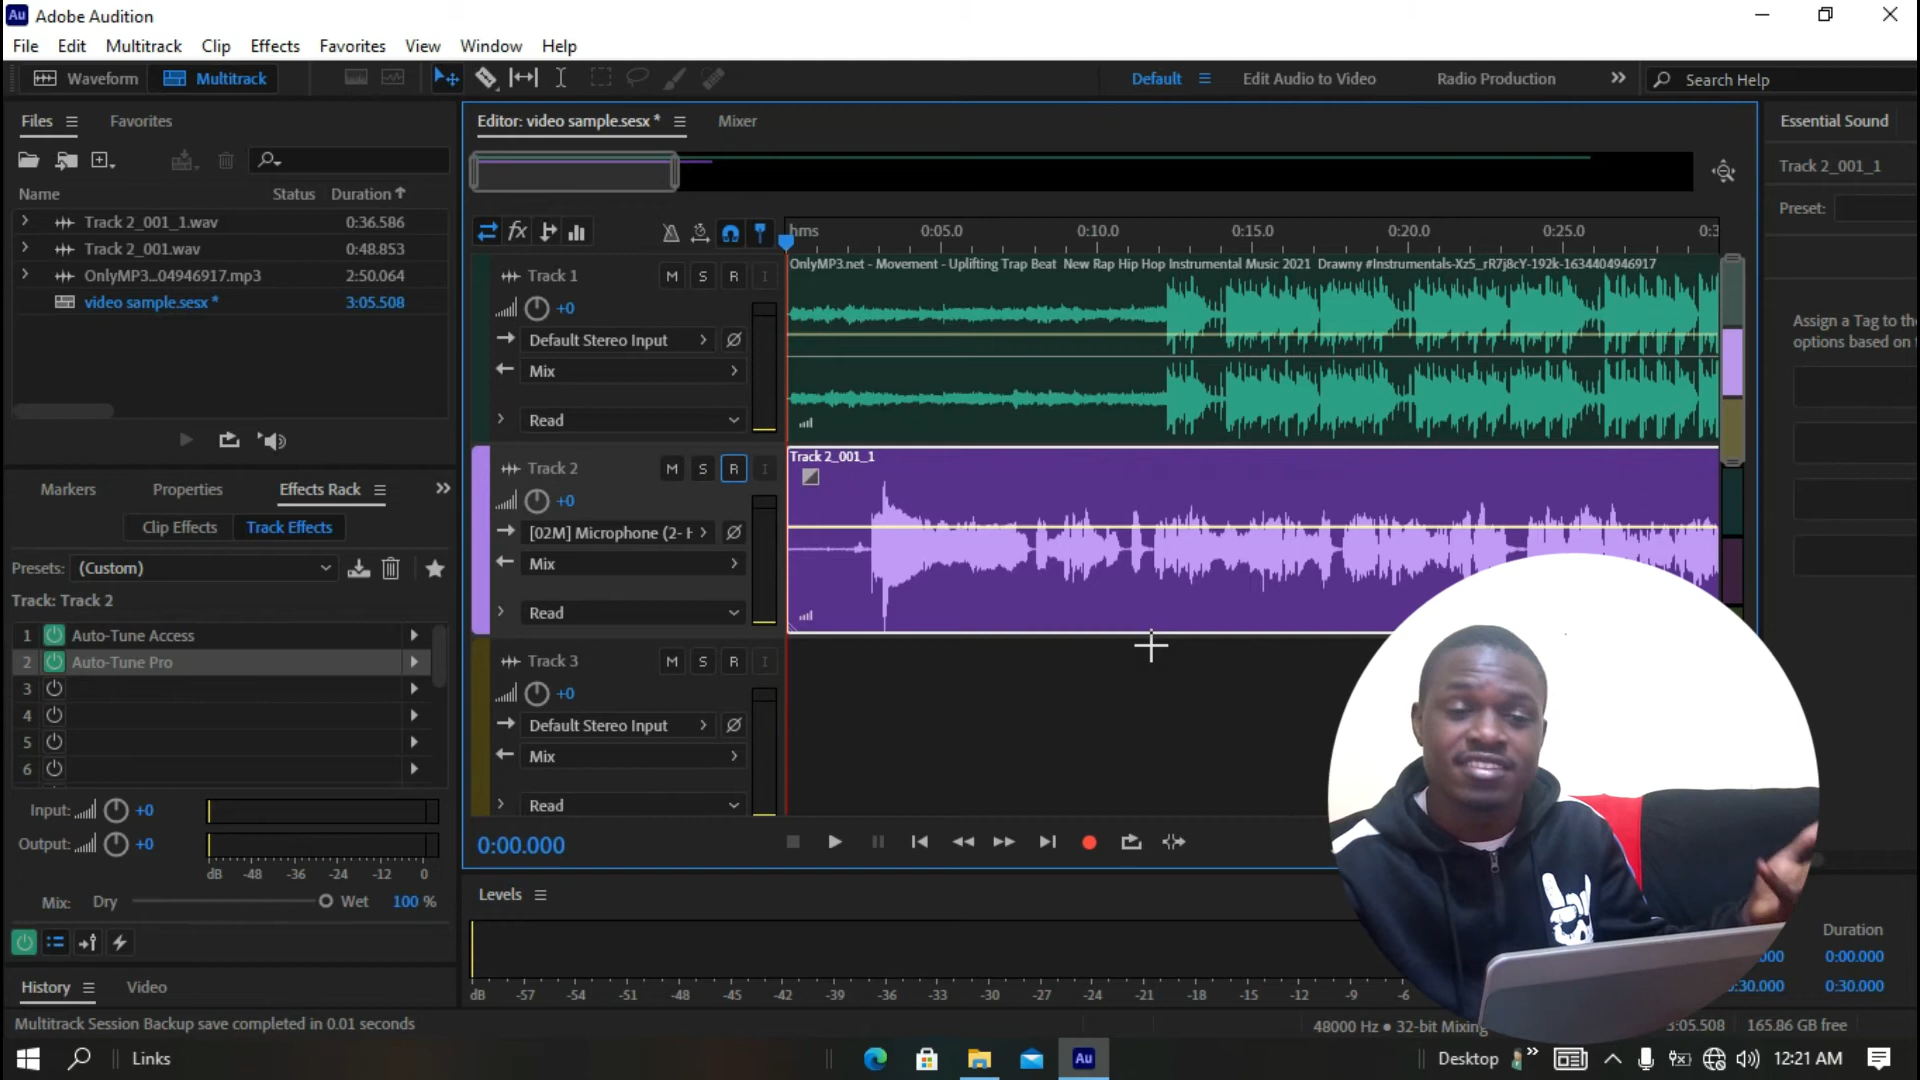 Au Adobe Audition
File Edit Multitrack Clip Effects Favorites View Window Help
Waveform Multitrack Default Edit Audio to Video Radio Production Search Help
Files Favorites
Name Status Duration
Track 2_001_1.wav 0:36.586
Track 2_001.wav 0:48.853
OnlyMP3...04946917.mp3 2:50.064
video sample.sesx * 3:05.508
Markers Properties Effects Rack
Clip Effects Track Effects
Presets: (Custom)
Track: Track 2
1 Auto-Tune Access
2 Auto-Tune Pro
3
4
5
6
Input: +0
Output: +0
dB -48 -36 -24 -12 0
Mix: Dry Wet 100 %
History Video
Editor: video sample.sesx * Mixer
fx
hms 0:05.0 0:10.0 0:15.0 0:20.0 0:25.0 0:3
Track 1 M S R I
+0
Default Stereo Input
Mix
Read
OnlyMP3.net - Movement - Uplifting Trap Beat New Rap Hip Hop Instrumental Music 2021 Drawny #Instrumentals-Xz5_rR7j8cY-192k-1634404946917
Track 2 M S R I
+0
[02M] Microphone (2- H
Mix
Read
Track 2_001_1
Track 3 M S R I
+0
Default Stereo Input
Mix
Read
0:00.000
Levels
dB -57 -54 -51 -48 -45 -42 -39 -36 -33 -30 -27 -24 -21 -18 -15 -12 -9 -6
Essential Sound
Track 2_001_1
Preset:
Assign a Tag to the
options based on
Duration
000 0:00.000
0:30.000 0:30.000
Multitrack Session Backup save completed in 0.01 seconds 48000 Hz ● 32-bit Mixing 3:05.508 165.86 GB free
Links Au Desktop 12:21 AM